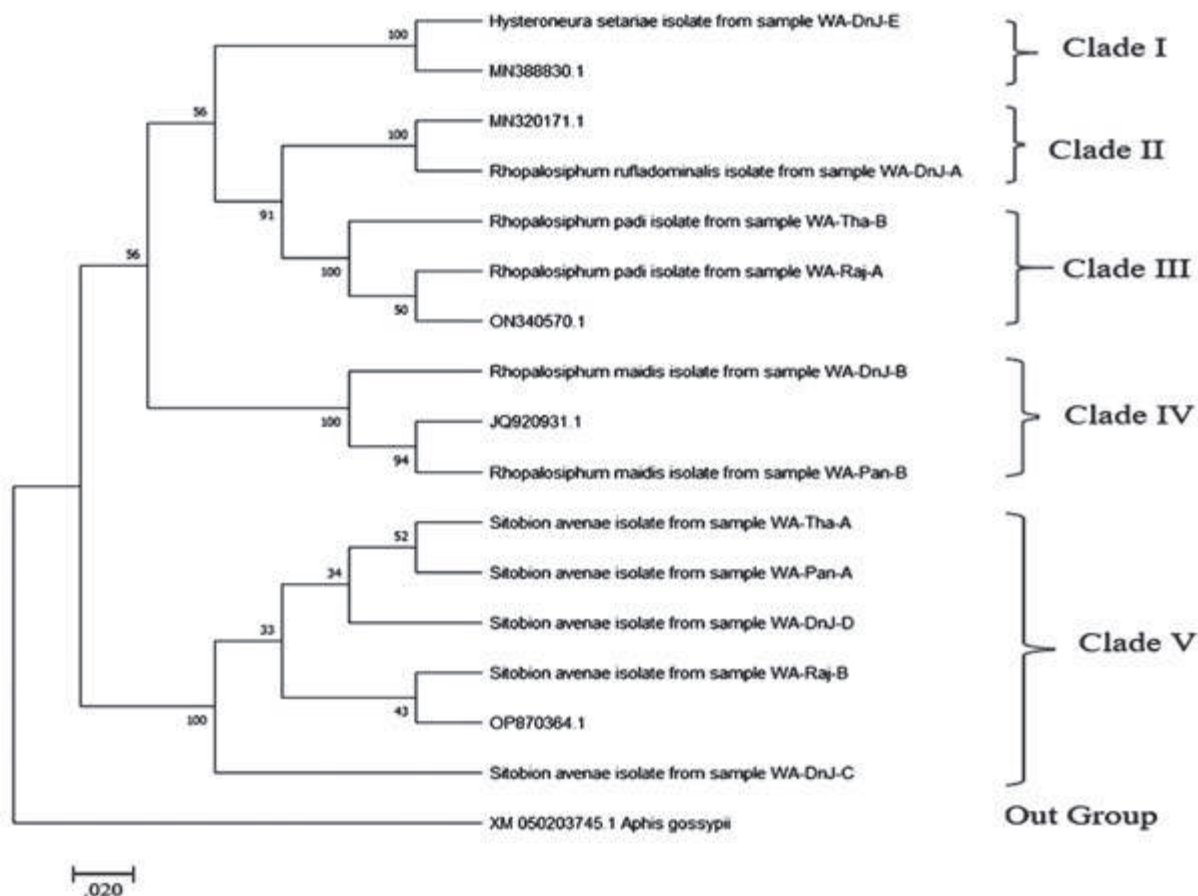 Hysteroneura setariae isolate from sample WA-DnJ-E
100
MN388830.1
Clade I
56
MN320171.1
100
Rhopalosiphum rufladominalis isolate from sample WA-DnJ-A
Clade II
91
Rhopalosiphum padi isolate from sample WA-Tha-B
100
Rhopalosiphum padi isolate from sample WA-Raj-A
50
ON340570.1
Clade III
56
Rhopalosiphum maidis isolate from sample WA-DnJ-B
100
JQ920931.1
94
Rhopalosiphum maidis isolate from sample WA-Pan-B
Clade IV
Sitobion avenae isolate from sample WA-Tha-A
52
Sitobion avenae isolate from sample WA-Pan-A
34
Sitobion avenae isolate from sample WA-DnJ-D
33
Sitobion avenae isolate from sample WA-Raj-B
43
OP870364.1
100
Sitobion avenae isolate from sample WA-DnJ-C
Clade V
XM 050203745.1 Aphis gossypii
Out Group
.020